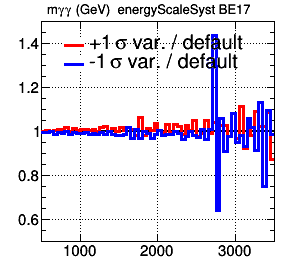 mγγ (GeV) energyScaleSyst BE17
+1 σ var. / default
-1 σ var. / default
1.4
1.2
1
0.8
0.6
1000 2000 3000